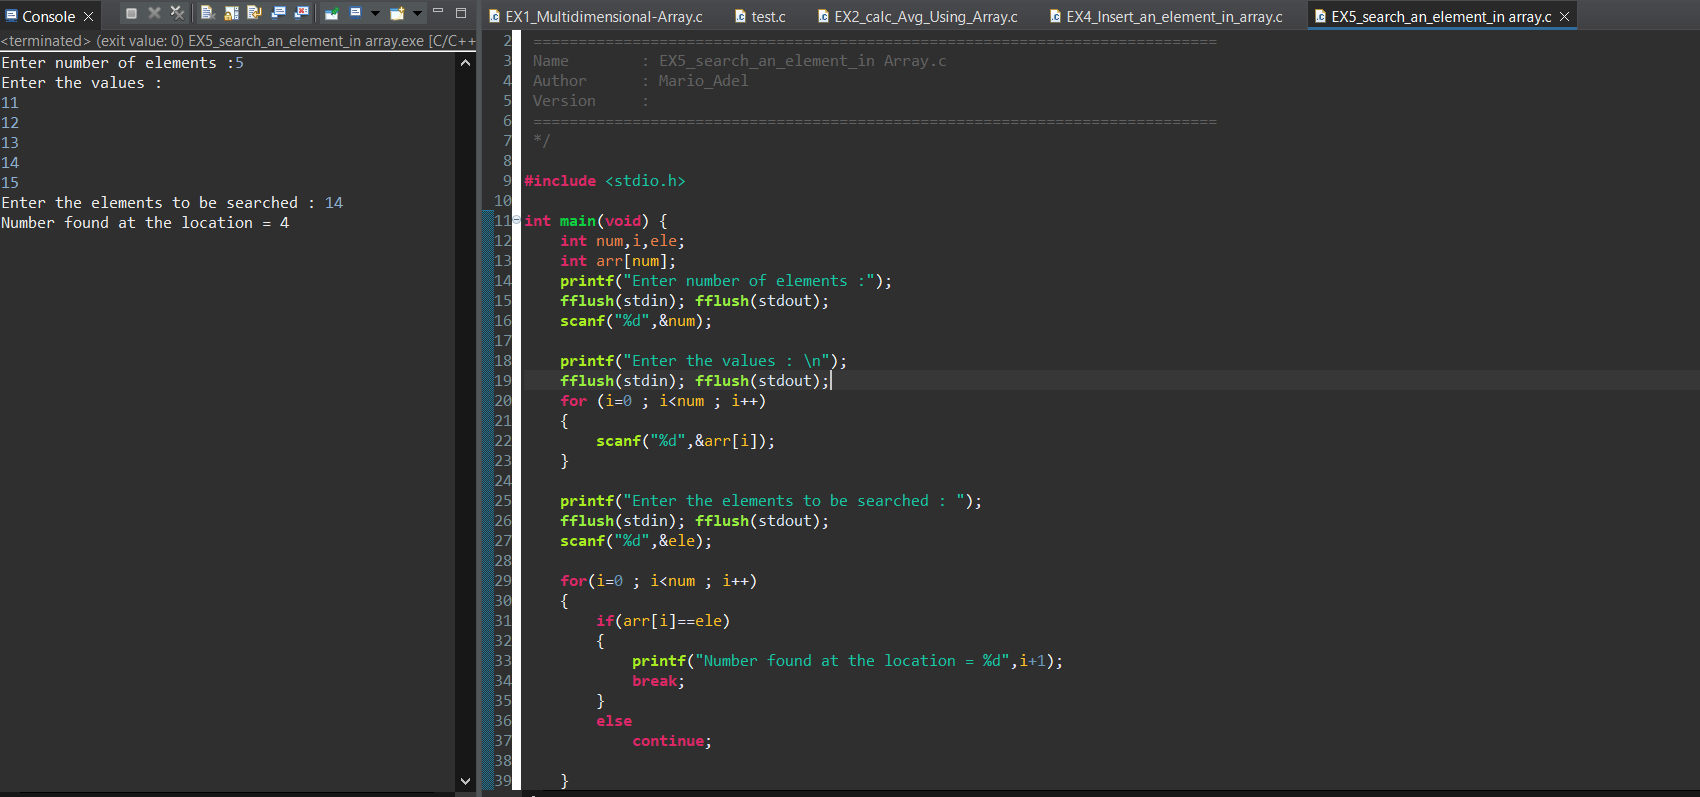 Console
<terminated> (exit value: 0) EX5_search_an_element_in array.exe [C/C++
Enter number of elements :5
Enter the values :
11
12
13
14
15
Enter the elements to be searched : 14
Number found at the location = 4
EX1_Multidimensional-Array.c test.c EX2_calc_Avg_Using_Array.c EX4_Insert_an_element_in_array.c EX5_search_an_element_in array.c
2 ============================================================================
3 Name        : EX5_search_an_element_in Array.c
4 Author      : Mario_Adel
5 Version     :
6 ============================================================================
7 */
8
9 #include <stdio.h>
10
11 int main(void) {
12     int num,i,ele;
13     int arr[num];
14     printf("Enter number of elements :");
15     fflush(stdin); fflush(stdout);
16     scanf("%d",&num);
17
18     printf("Enter the values : \n");
19     fflush(stdin); fflush(stdout);
20     for (i=0 ; i<num ; i++)
21     {
22         scanf("%d",&arr[i]);
23     }
24
25     printf("Enter the elements to be searched : ");
26     fflush(stdin); fflush(stdout);
27     scanf("%d",&ele);
28
29     for(i=0 ; i<num ; i++)
30     {
31         if(arr[i]==ele)
32         {
33             printf("Number found at the location = %d",i+1);
34             break;
35         }
36         else
37             continue;
38
39     }